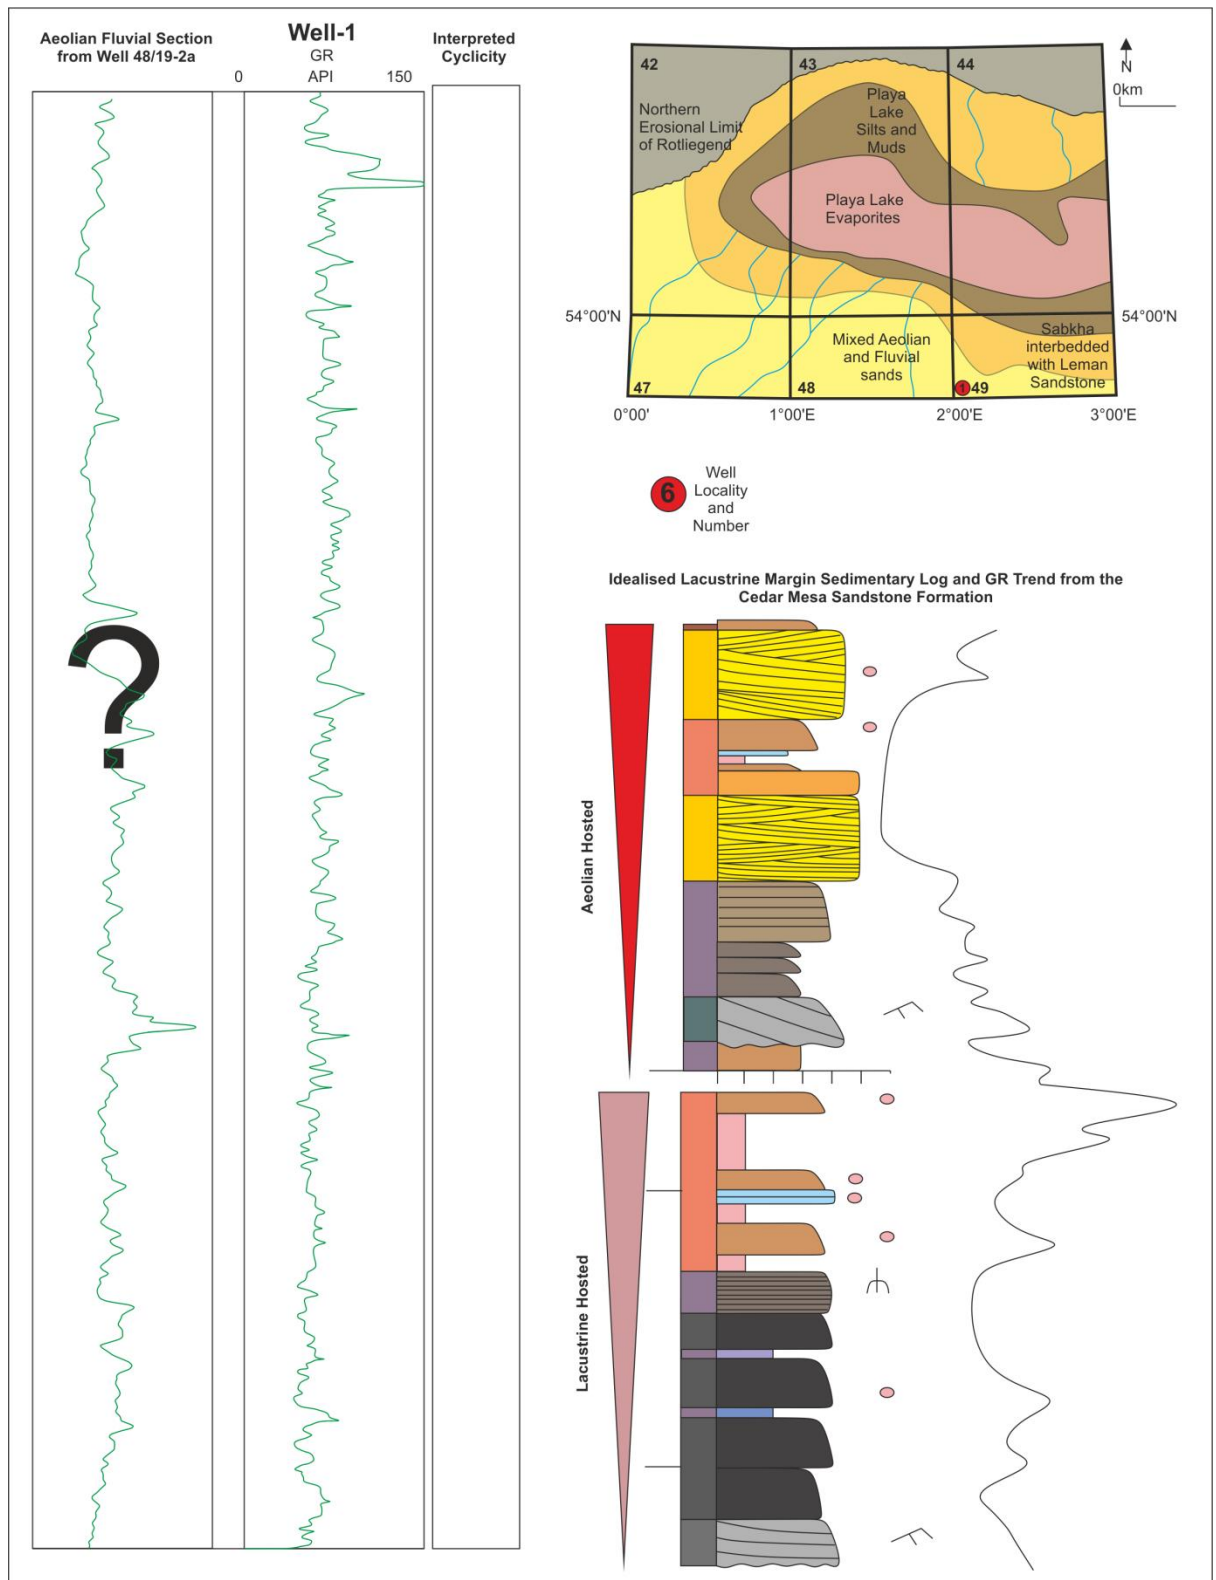 Aeolian Fluvial Section
from Well 48/19-2a
Well-1
GR
API
0
150
Interpreted
Cyclicity
?
42
43
44
Northern
Erosional Limit
of Rotliegend
Playa
Lake
Silts and
Muds
Playa Lake
Evaporites
N
0km
54°00'N
54°00'N
Mixed Aeolian
and Fluvial
sands
Sabkha
interbedded
with Leman
Sandstone
47
48
1
49
0°00'
1°00'E
2°00'E
3°00'E
6
Well
Locality
and
Number
Idealised Lacustrine Margin Sedimentary Log and GR Trend from the
Cedar Mesa Sandstone Formation
Aeolian Hosted
Lacustrine Hosted